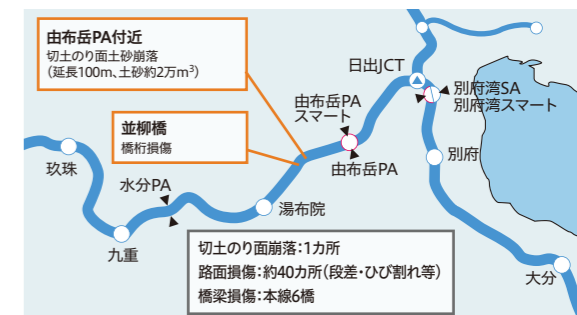 由布岳PA付近
切土のり面土砂崩落
(延長100m、土砂約2万m³)
並柳橋
橋桁損傷
日出JCT
別府湾SA
別府湾スマート
由布岳PA
スマート
由布岳PA
別府
玖珠
水分PA
湯布院
九重
大分
切土のり面崩落:1カ所
路面損傷:約40カ所(段差・ひび割れ等)
橋梁損傷:本線6橋